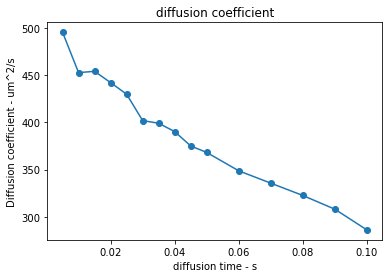 diffusion coefficient
Diffusion coefficient - um^2/s
500
450
400
350
300
0.02 0.04 0.06 0.08 0.10
diffusion time - s